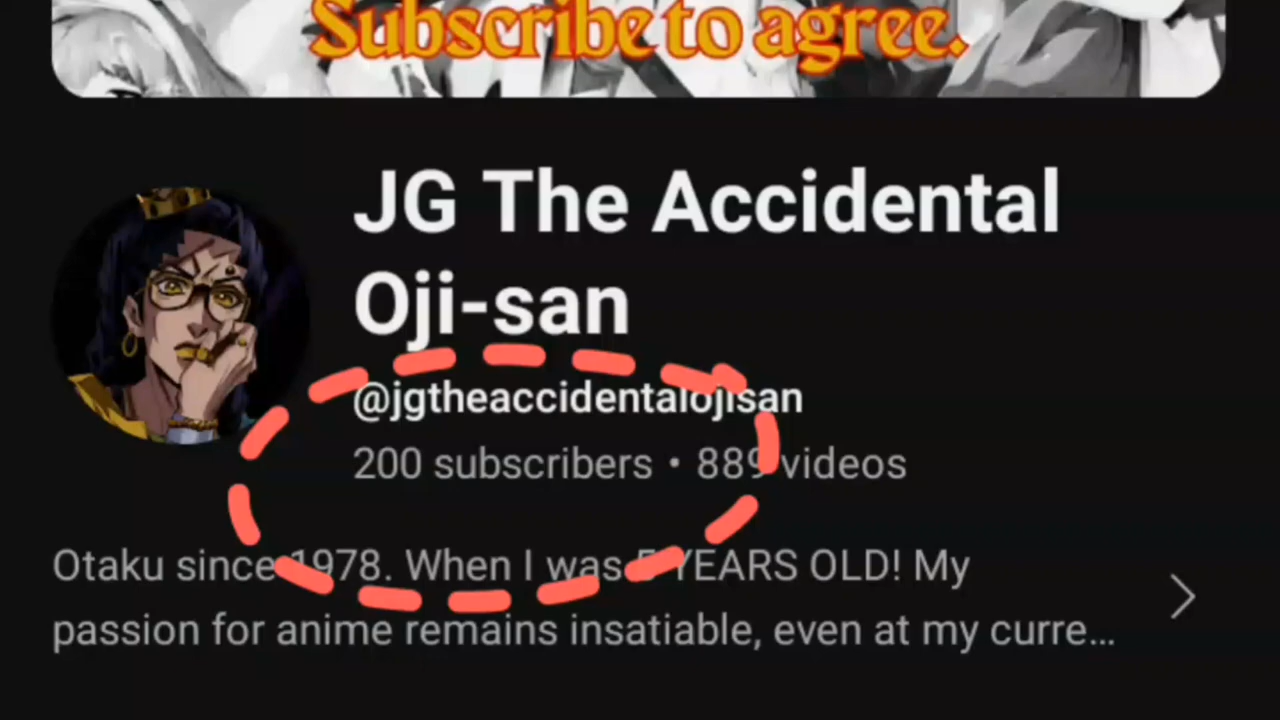 Subscribe to agree.
JG The Accidental
Oji-san
@jgtheaccidentalojisan
200 subscribers • 889 videos
Otaku since 1978. When I was 5 YEARS OLD! My
passion for anime remains insatiable, even at my curre...